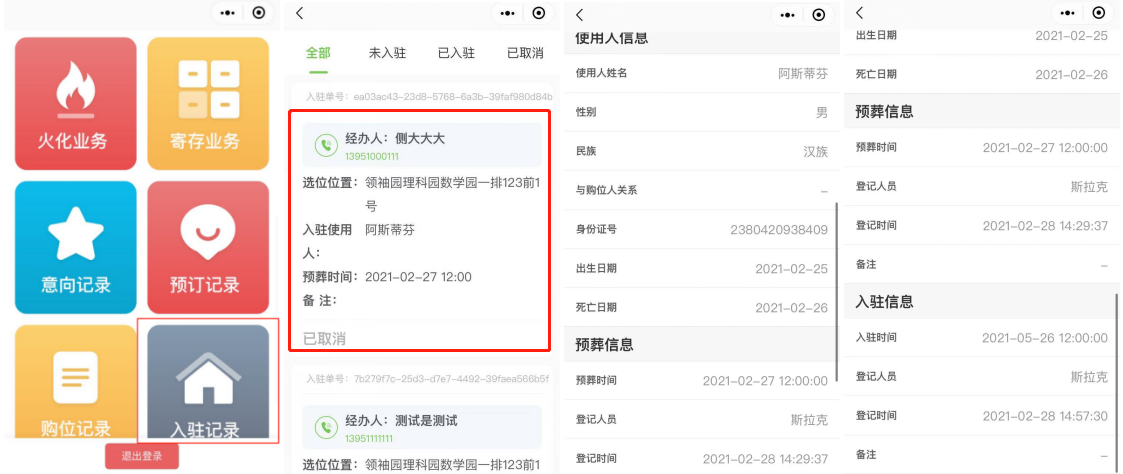 火化业务
寄存业务
意向记录
预订记录
购位记录
入驻记录
退出登录
全部
未入驻
已入驻
已取消
入驻单号：ea03ac43-23d8-5768-6a3b-39faf980d84b
经办人：侧大大大
13951000111
选位位置：领袖园理科园数学园一排123前1
号
入驻使用 阿斯蒂芬
人：
预葬时间：2021-02-27 12:00
备 注：
已取消
入驻单号：7b279f7c-25d3-d7e7-4492-39faea566b5f
经办人：测试是测试
13951111111
选位位置：领袖园理科园数学园一排123前1
使用人信息
使用人姓名 阿斯蒂芬
性别 男
民族 汉族
与购位人关系 -
身份证号 2380420938409
出生日期 2021-02-25
死亡日期 2021-02-26
预葬信息
预葬时间 2021-02-27 12:00:00
登记人员 斯拉克
登记时间 2021-02-28 14:29:37
出生日期 2021-02-25
死亡日期 2021-02-26
预葬信息
预葬时间 2021-02-27 12:00:00
登记人员 斯拉克
登记时间 2021-02-28 14:29:37
备注 -
入驻信息
入驻时间 2021-05-26 12:00:00
登记人员 斯拉克
登记时间 2021-02-28 14:57:30
备注 -